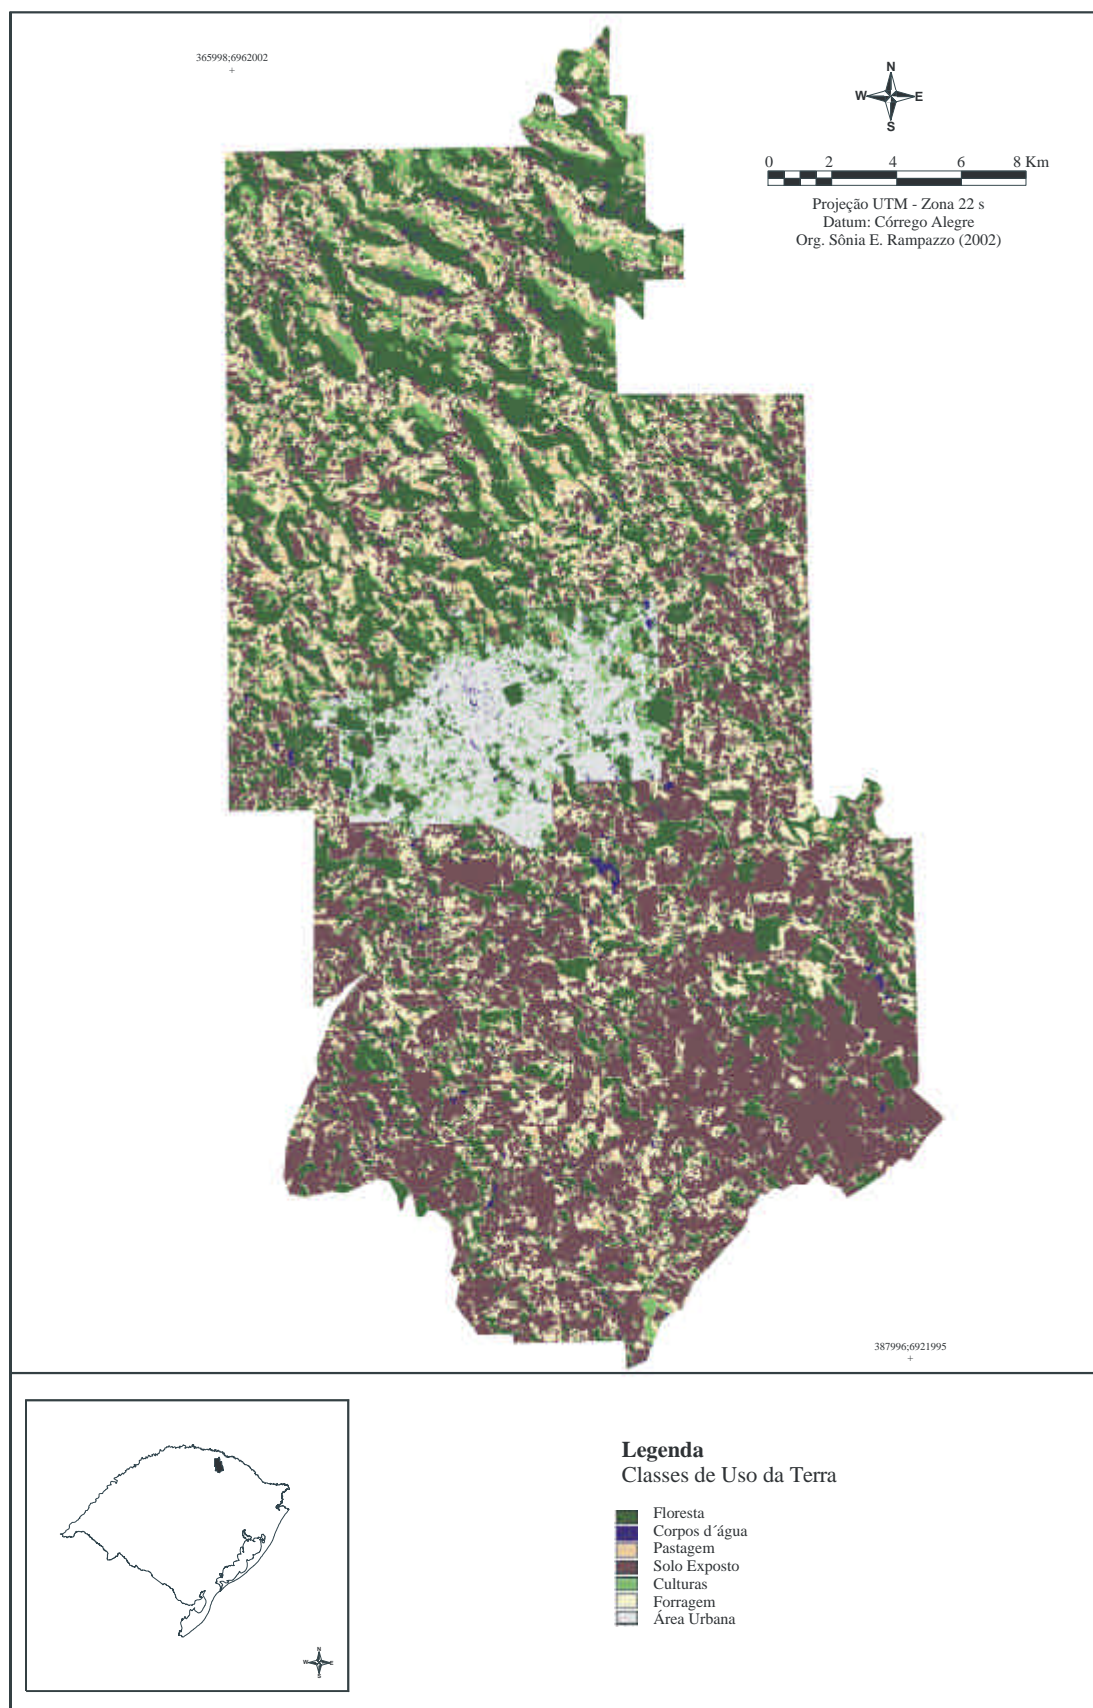 365998;6962002
+
N
W E
S
0 2 4 6 8 Km
Projeção UTM - Zona 22 s
Datum: Córrego Alegre
Org. Sônia E. Rampazzo (2002)
387996;6921995
+
Legenda
Classes de Uso da Terra
Floresta
Corpos d´água
Pastagem
Solo Exposto
Culturas
Forragem
Área Urbana
N
W E
S